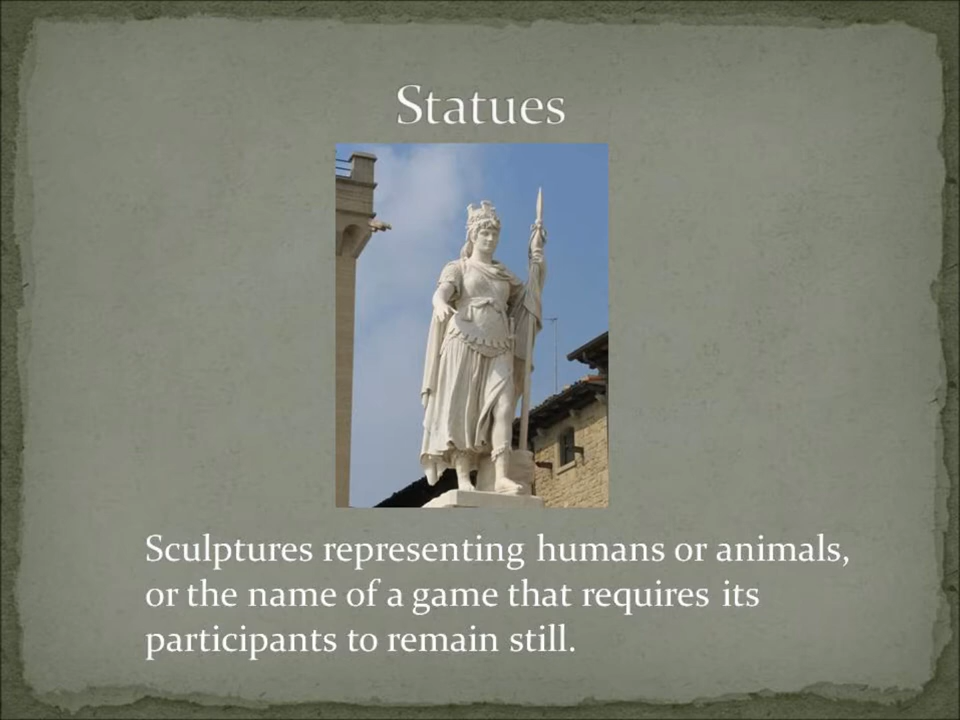 Statues
Sculptures representing humans or animals,
or the name of a game that requires its
participants to remain still.